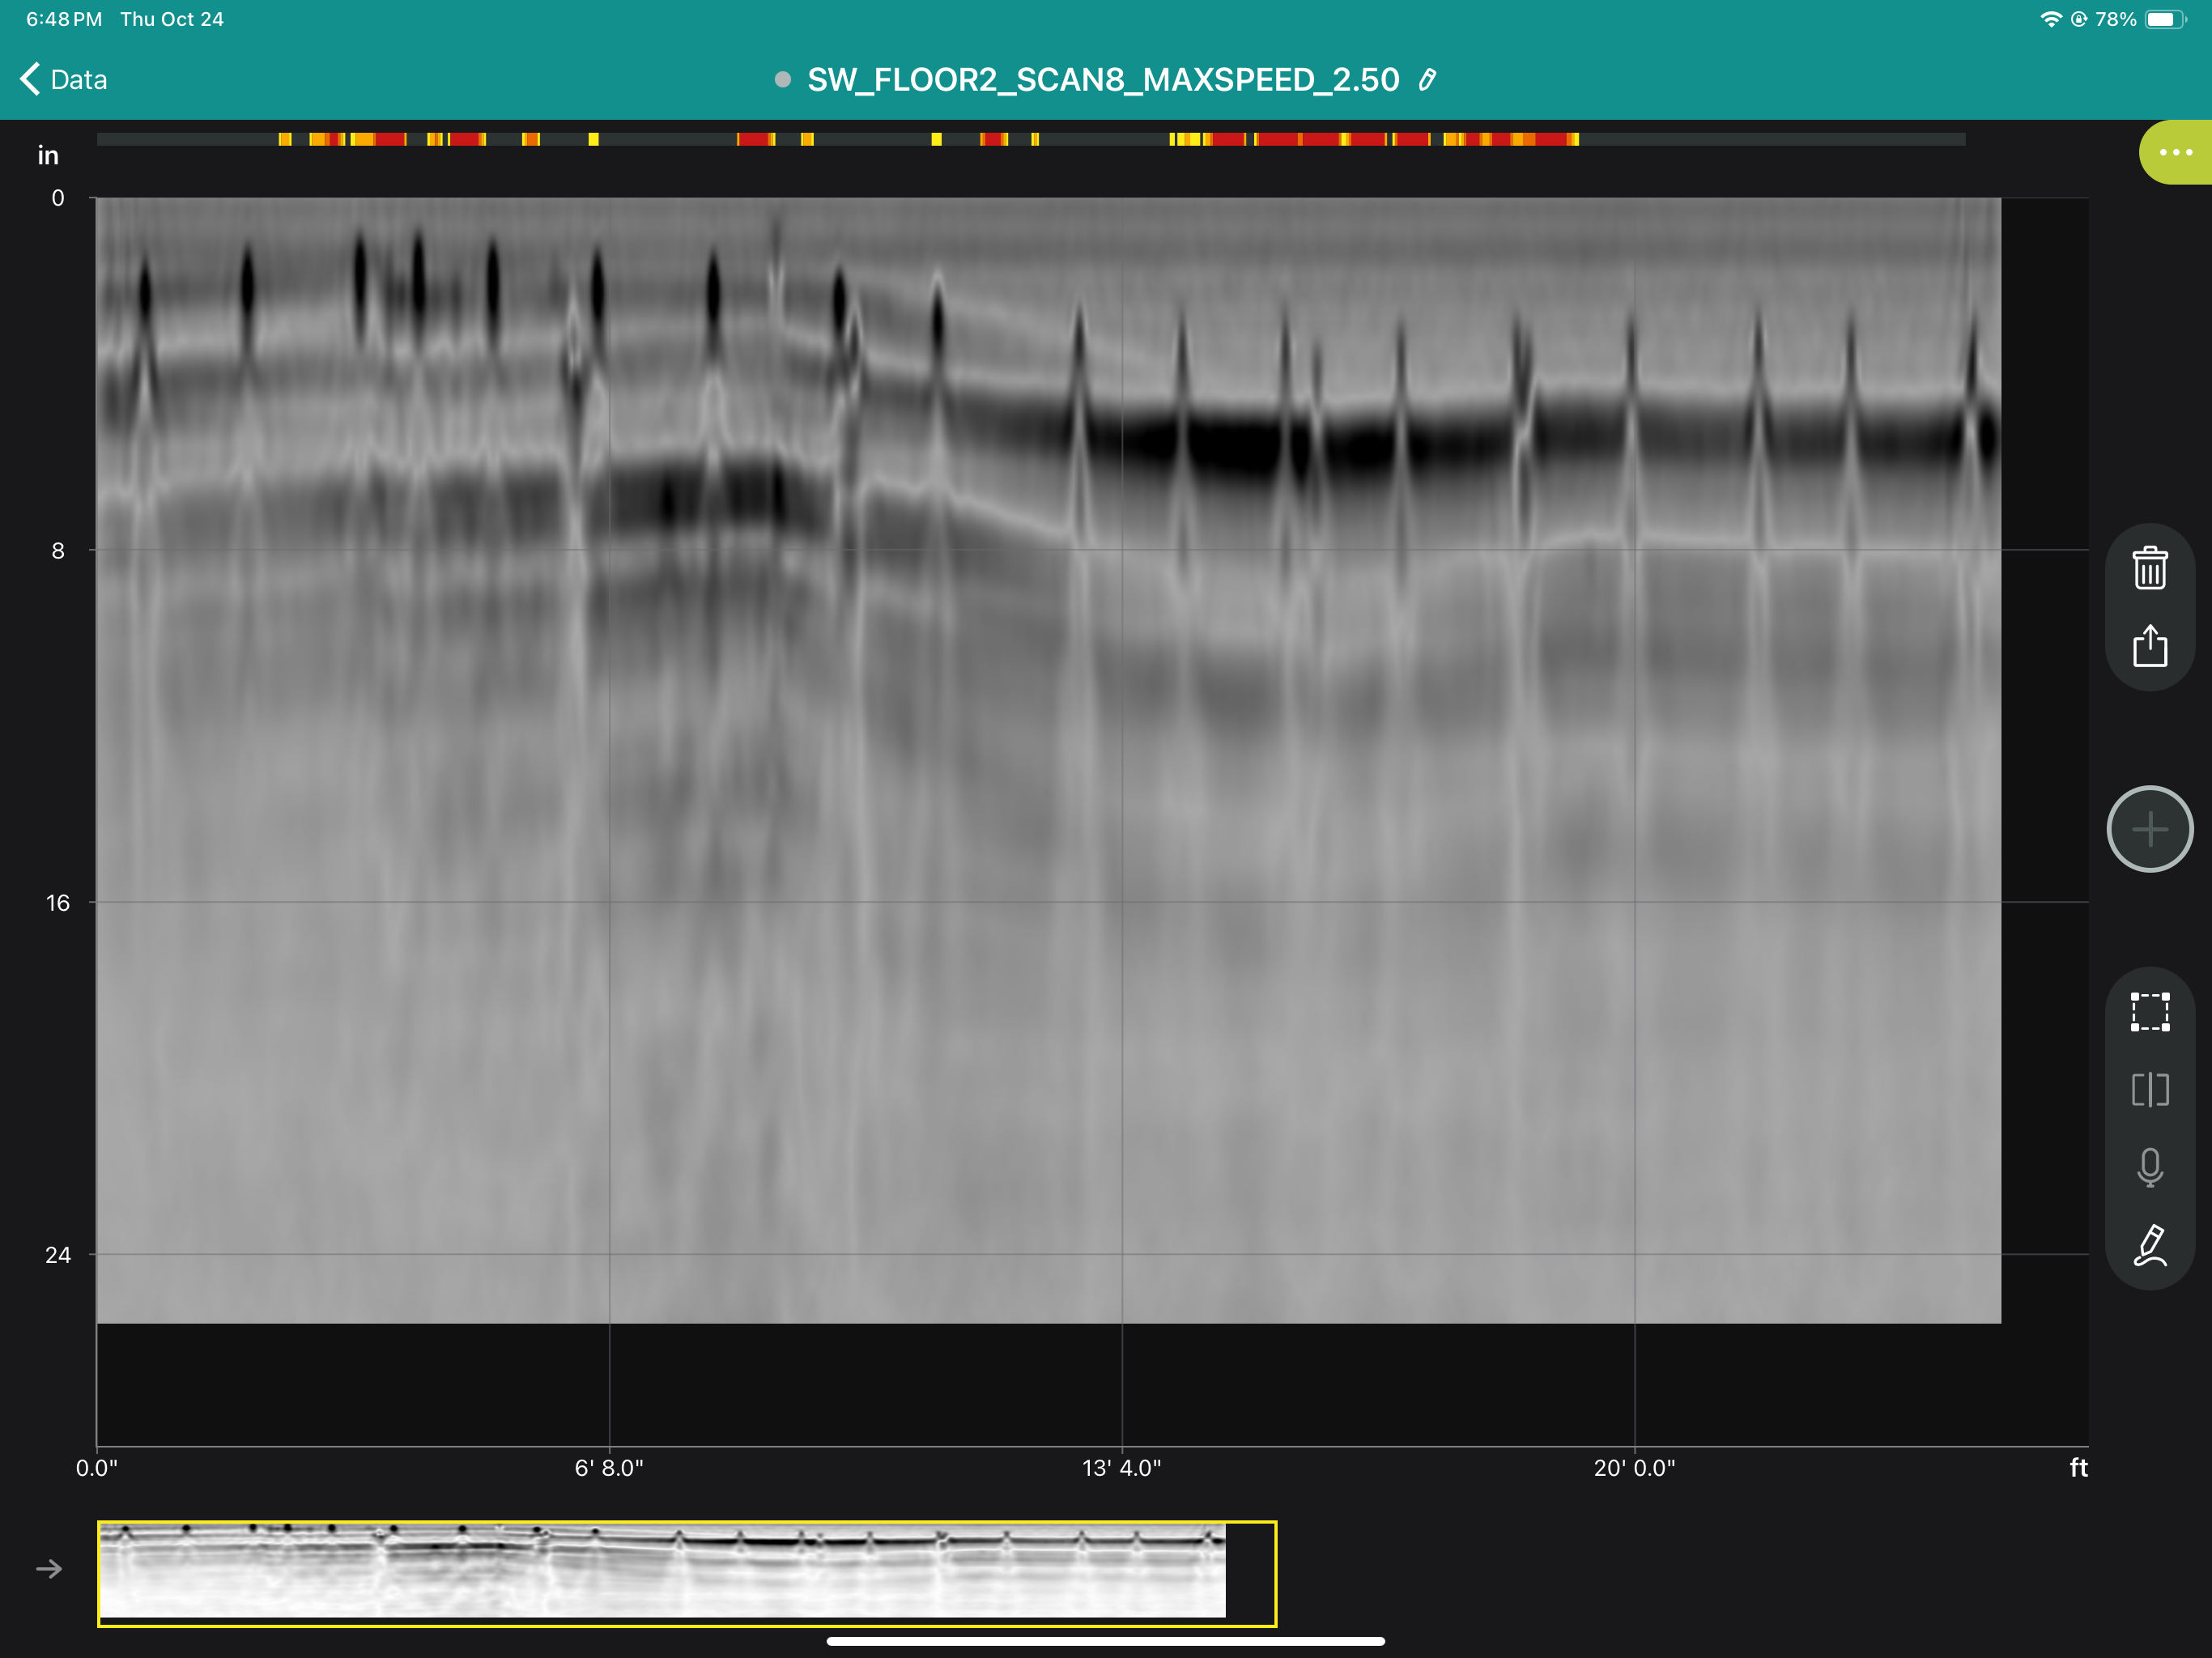 6:48 PM Thu Oct 24
78%
Data
SW_FLOOR2_SCAN8_MAXSPEED_2.50
in
0
8
16
24
0.0" 6' 8.0" 13' 4.0" 20' 0.0" ft